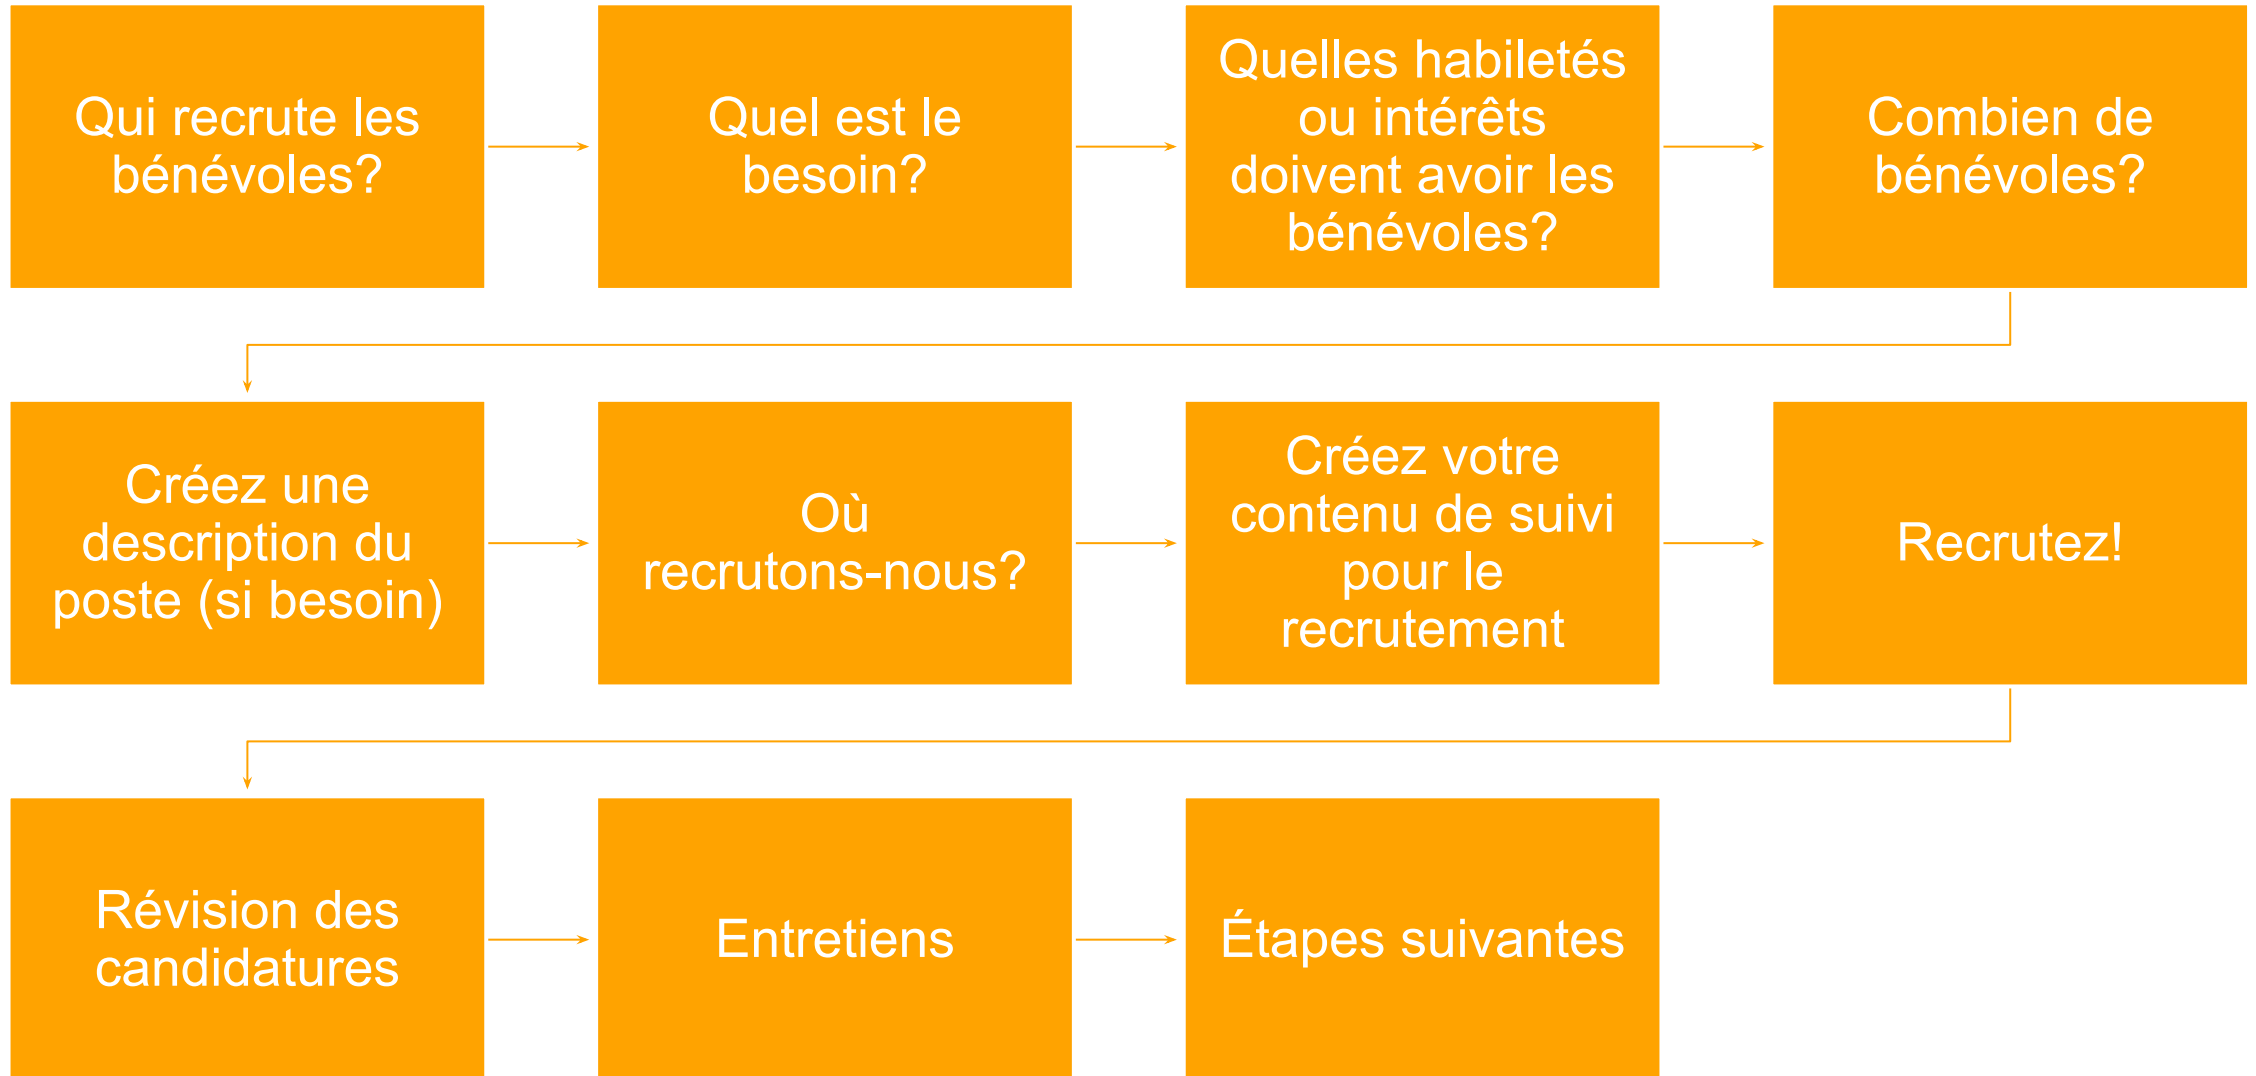 Qui recrute les
bénévoles?
Quel est le
besoin?
Quelles habiletés
ou intérêts
doivent avoir les
bénévoles?
Combien de
bénévoles?
Créez une
description du
poste (si besoin)
Où
recrutons-nous?
Créez votre
contenu de suivi
pour le
recrutement
Recrutez!
Révision des
candidatures
Entretiens
Étapes suivantes